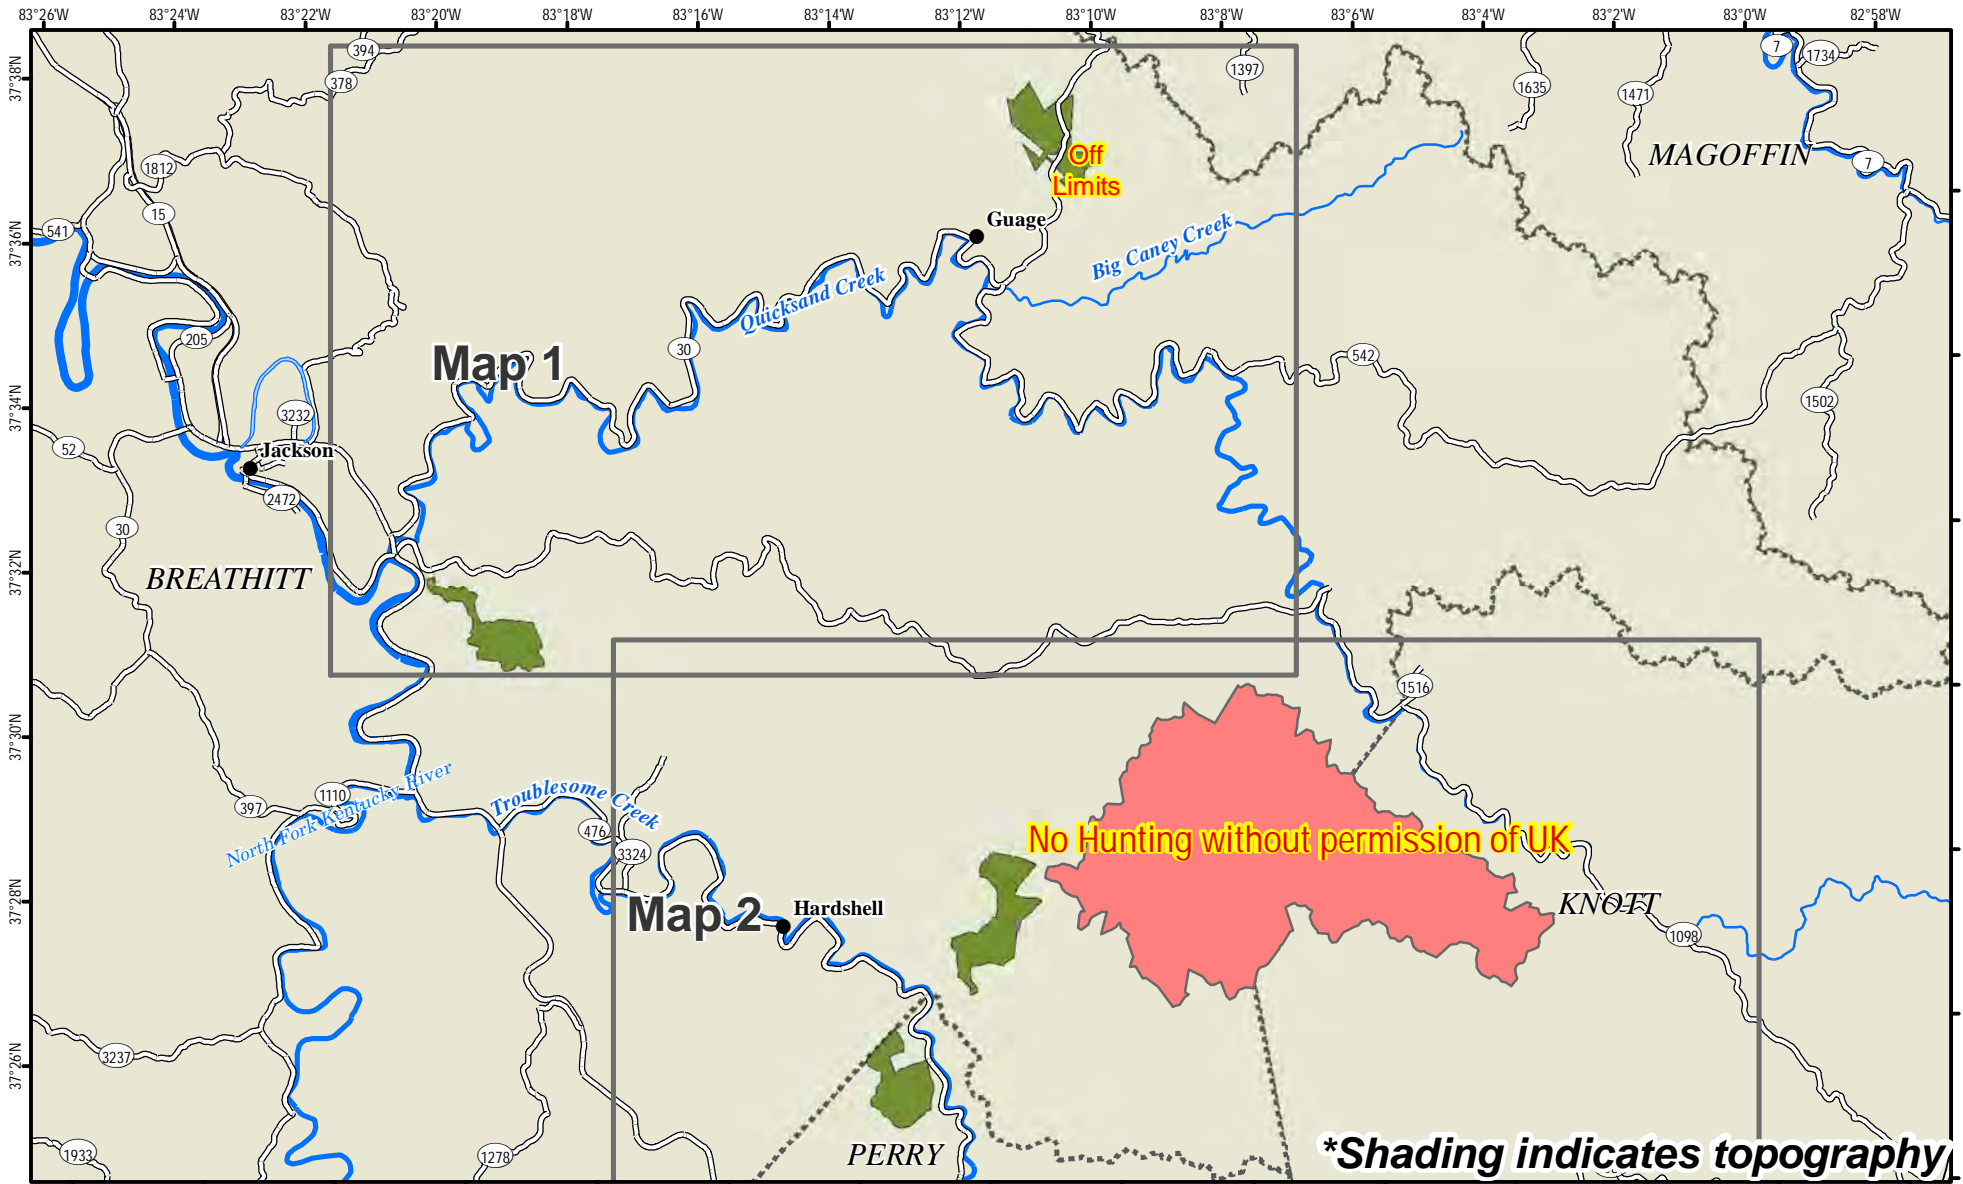 83°26'W 83°24'W 83°22'W 83°20'W 83°18'W 83°16'W 83°14'W 83°12'W 83°10'W 83°8'W 83°6'W 83°4'W 83°2'W 83°0'W 82°58'W
37°38'N
37°36'N
37°34'N
37°32'N
37°30'N
37°28'N
37°26'N
394
378
1397
1635
1471
7
1734
1812
15
541
MAGOFFIN
7
Off
Limits
Guage
Big Caney Creek
Quicksand Creek
205
30
542
Map 1
1502
3232
52
Jackson
2472
30
BREATHITT
1516
North Fork Kentucky River
1110
397
Troublesome Creek
476
3324
No Hunting without permission of UK
Map 2
Hardshell
KNOTT
1098
3237
1933
1278
PERRY
*Shading indicates topography